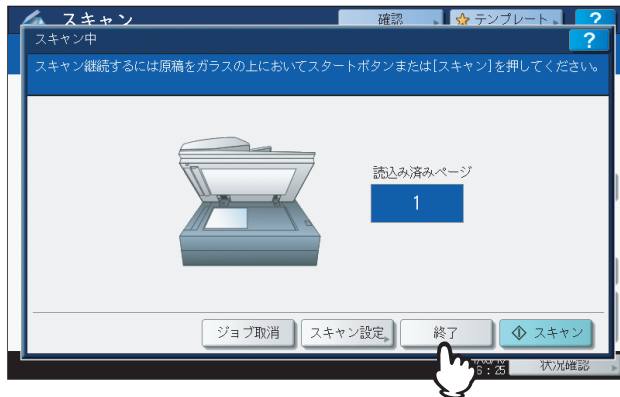 スキャン
確認
テンプレート
?
スキャン中
?
スキャン継続するには原稿をガラスの上においてスタートボタンまたは[スキャン]を押してください。
読込み済みページ
1
ジョブ取消
スキャン設定
終了
スキャン
6:25
状況確認